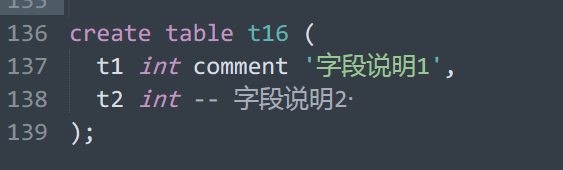 135
136 create table t16 (
137   t1 int comment '字段说明1',
138   t2 int -- 字段说明2·
139 );